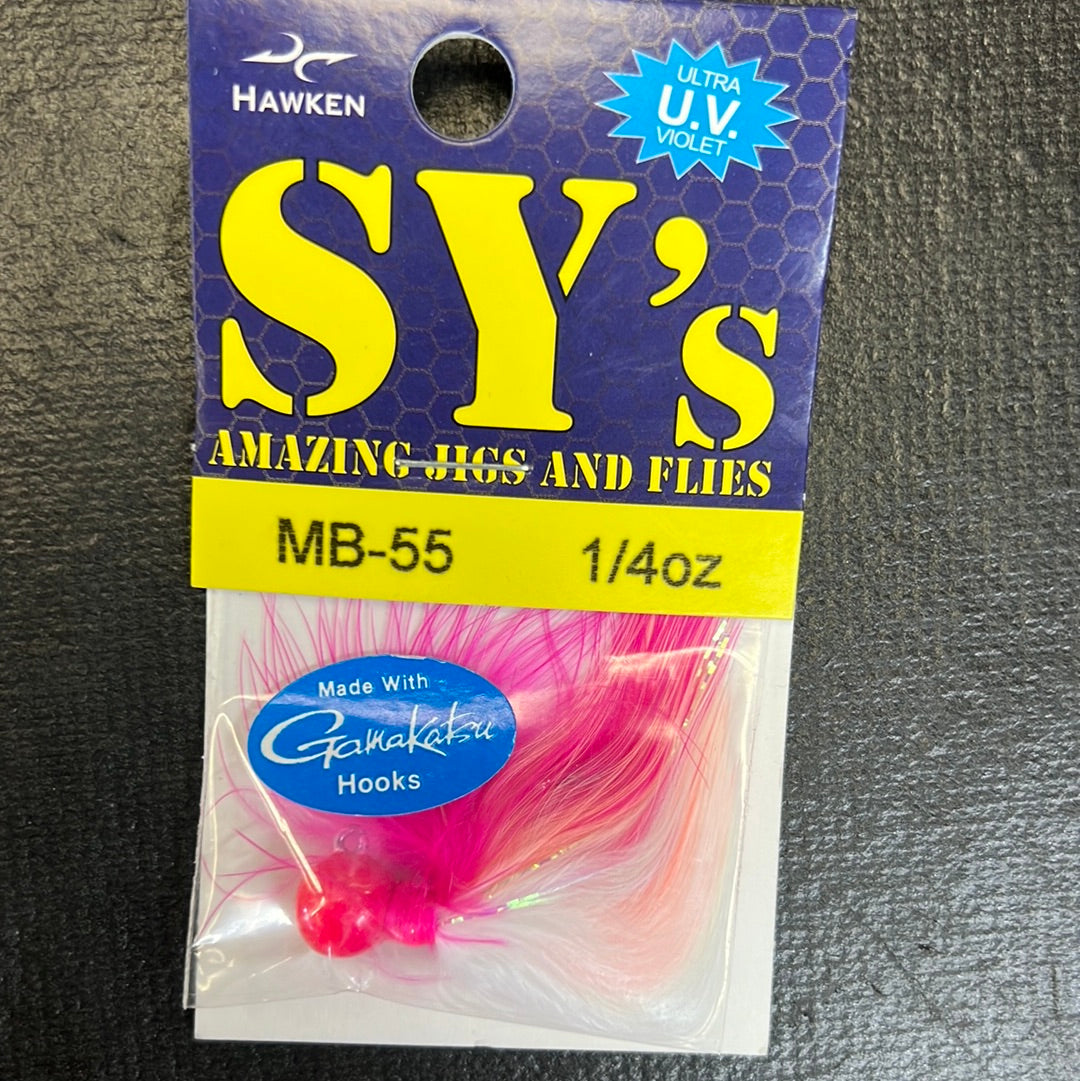 HAWKEN
ULTRA
U.V.
VIOLET
SY's
AMAZING JIGS AND FLIES
MB-55 1/4oz
Made With
Gamakatsu
Hooks